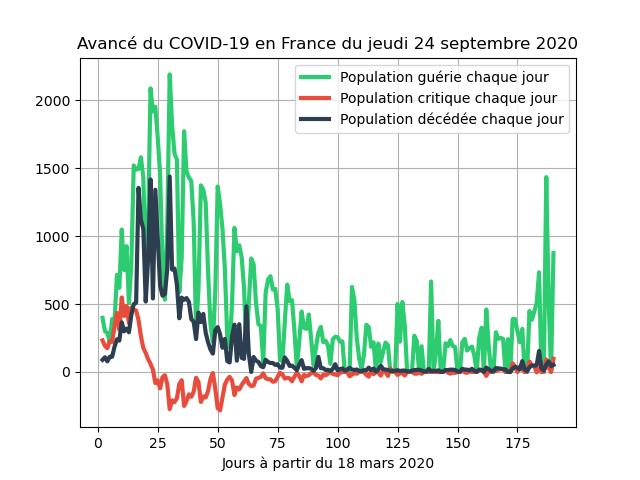 Avancé du COVID-19 en France du jeudi 24 septembre 2020
Population guérie chaque jour
Population critique chaque jour
Population décédée chaque jour
2000
1500
1000
500
0
0 25 50 75 100 125 150 175
Jours à partir du 18 mars 2020